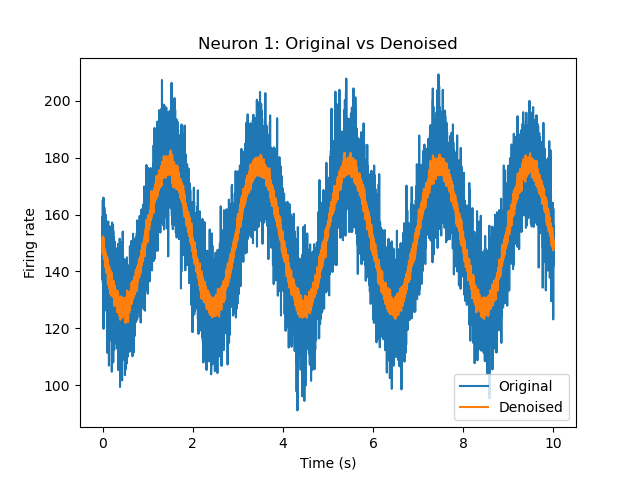 Neuron 1: Original vs Denoised
Firing rate
200
180
160
140
120
100
0 2 4 6 8 10
Time (s)
Original
Denoised